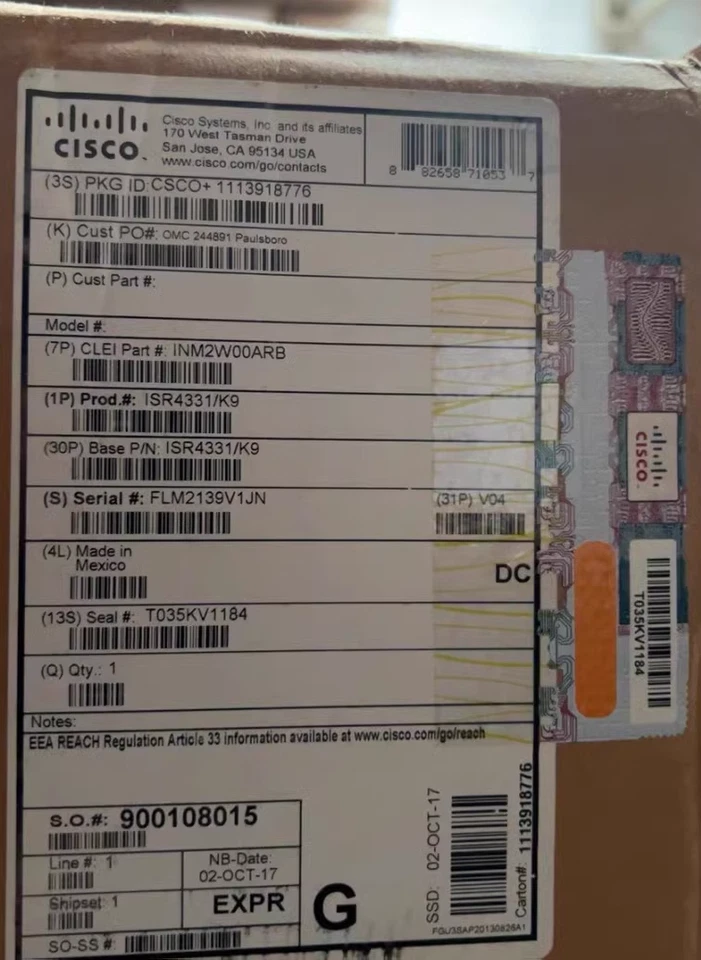 CISCO
Cisco Systems, Inc. and its affiliates
170 West Tasman Drive
San Jose, CA 95134 USA
www.cisco.com/go/contacts
8 82658 71053 7
(3S) PKG ID:CSCO+ 1113918776
(K) Cust PO#: OMC 244891 Paulsboro
(P) Cust Part #:
Model #:
(7P) CLEI Part #: INM2W00ARB
(1P) Prod.#: ISR4331/K9
(30P) Base P/N: ISR4331/K9
(S) Serial #: FLM2139V1JN
(31P) V04
(4L) Made in
Mexico
DC
(13S) Seal #: T035KV1184
(Q) Qty.: 1
Notes:
EEA REACH Regulation Article 33 information available at www.cisco.com/go/reach
S.O.#: 900108015
Line #: 1
NB-Date:
02-OCT-17
Shipset: 1
EXPR
SO-SS #:
G
SSD: 02-OCT-17
Carton#: 1113918776
FGU3SAP20130826A1
CISCO
T035KV1184